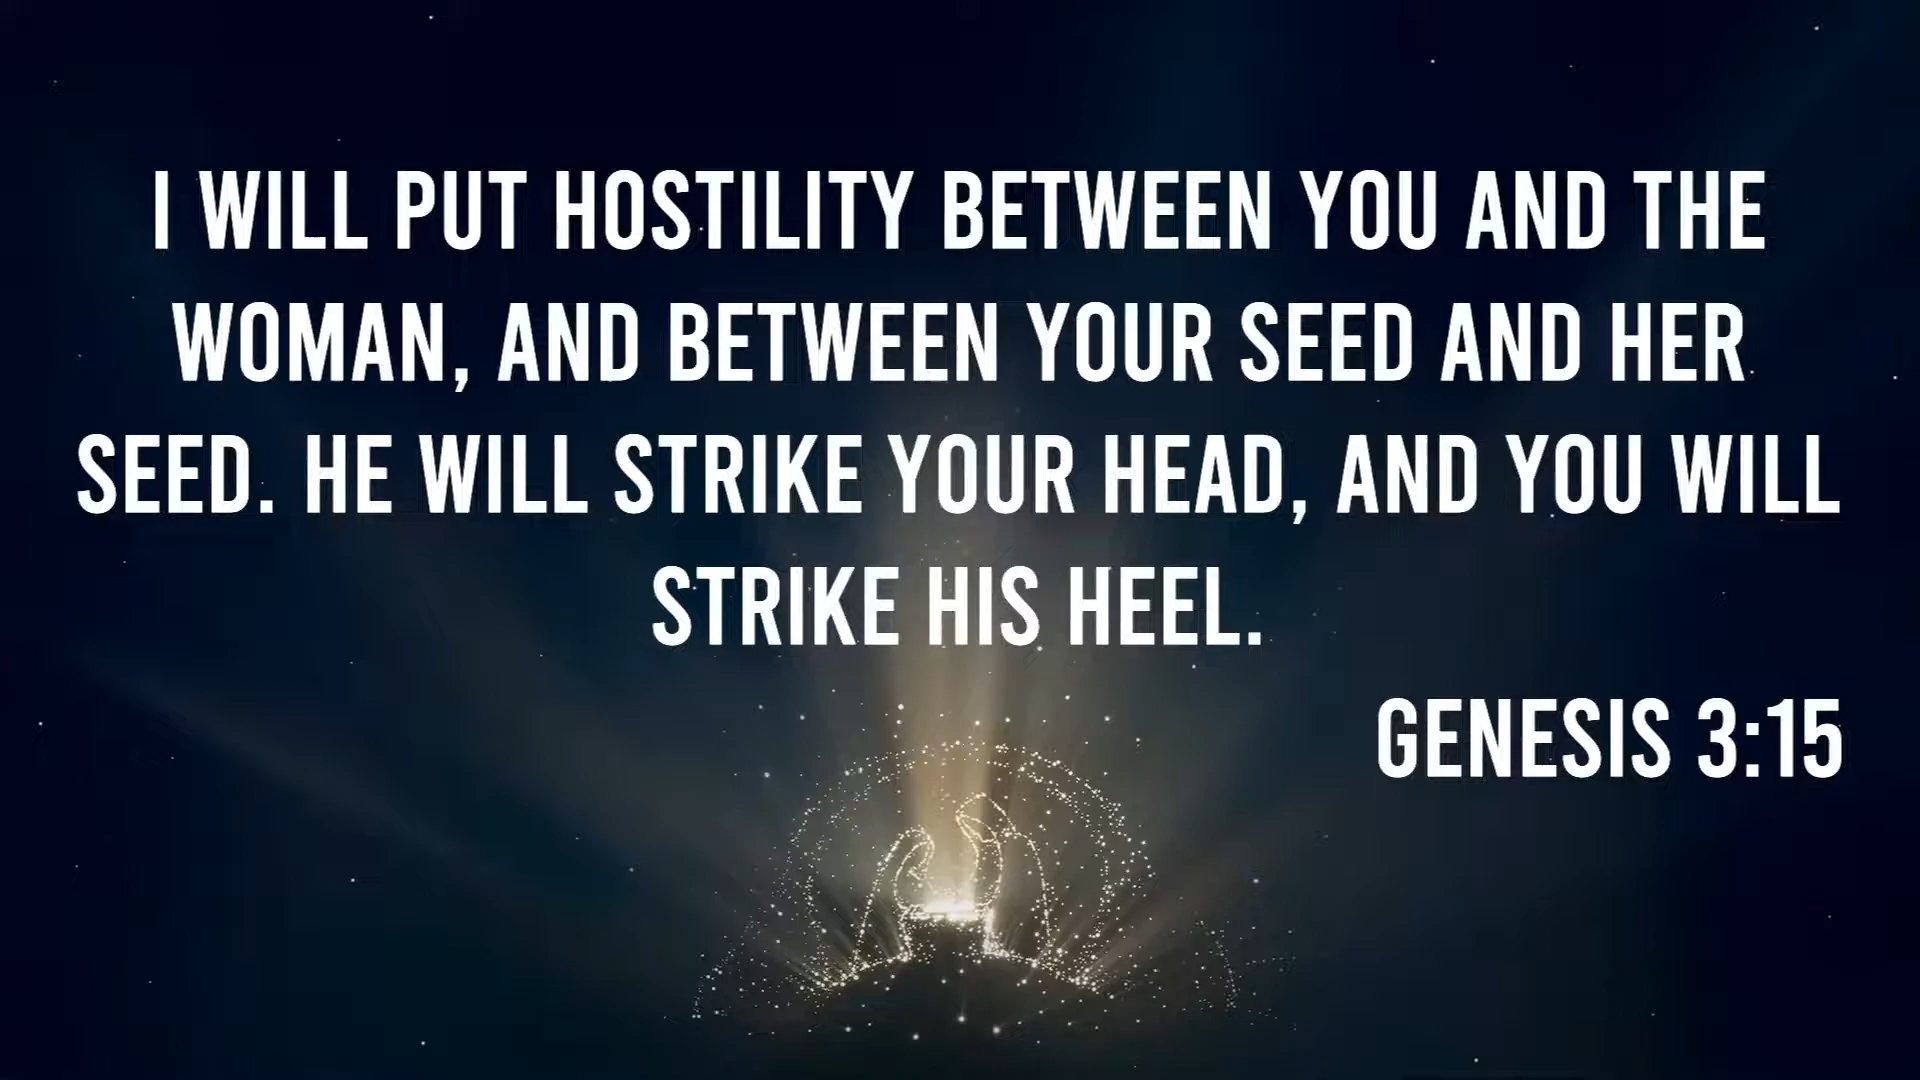 I WILL PUT HOSTILITY BETWEEN YOU AND THE
WOMAN, AND BETWEEN YOUR SEED AND HER
SEED. HE WILL STRIKE YOUR HEAD, AND YOU WILL
STRIKE HIS HEEL.
GENESIS 3:15